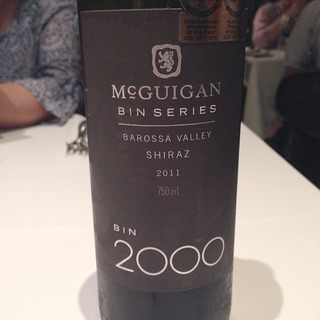 McGUIGAN
BIN SERIES
BAROSSA VALLEY
SHIRAZ
2011
750mL
BIN
2000